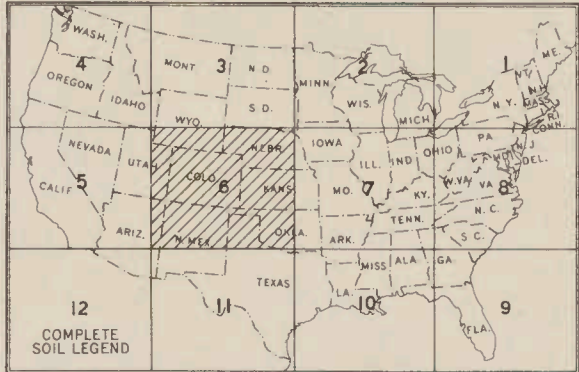 WASH.
4
OREGON
IDAHO
MONT
3
N.D.
S.D.
WYO.
MINN
2
WIS.
MICH
1
ME.
VT.
N.H.
MASS.
R.I.
CONN.
N.Y.
NEVADA
5
CALIF
UTAH
ARIZ.
NEBR.
COLO.
6
KANS.
OKLA.
N. MEX.
IOWA
ILL.
IND
OHIO
MO.
7
KY.
TENN.
ARK.
PA.
N.J.
MD.
DEL.
W.VA
VA
8
N.C.
S.C.
TEXAS
11
MISS
ALA
GA.
LA.
10
FLA.
9
12
COMPLETE
SOIL LEGEND